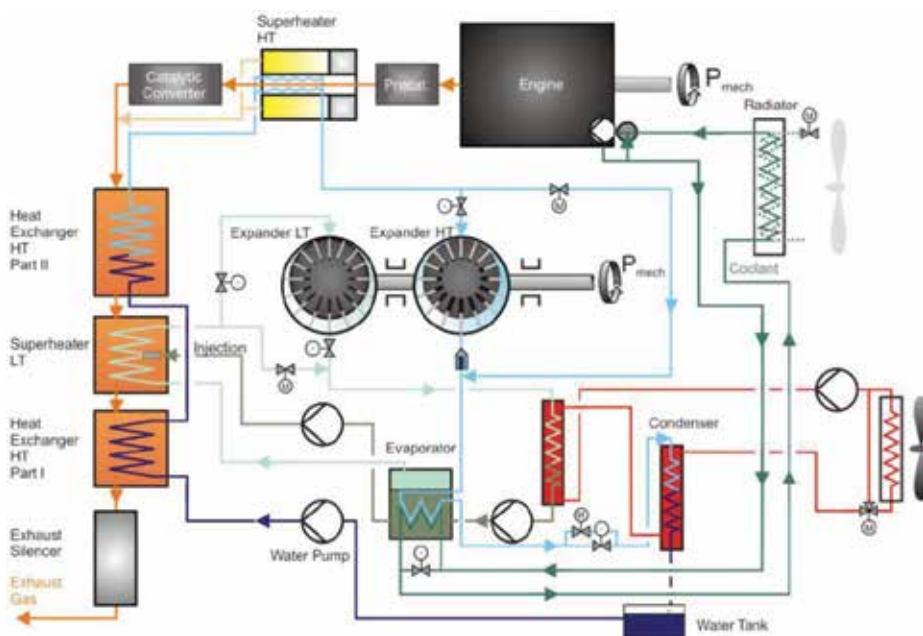 Superheater
HT
Catalytic
Converter
Precat.
Engine
P mech
Radiator
M
Heat
Exchanger
HT
Part II
Expander LT
Expander HT
M
P mech
Coolant
Superheater
LT
Injection
M
Heat
Exchanger
HT
Part I
Evaporator
Condenser
M
Exhaust
Silencer
Water Pump
Exhaust
Gas
Water Tank